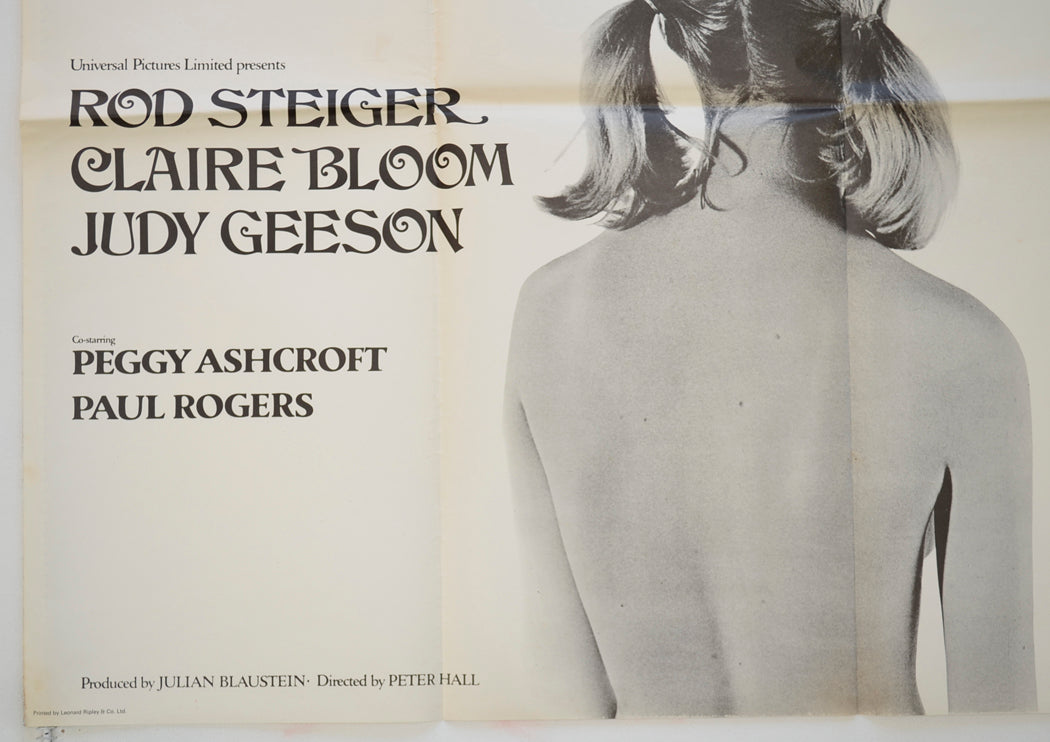 Universal Pictures Limited presents
ROD STEIGER
CLAIRE BLOOM
JUDY GEESON
Co-starring
PEGGY ASHCROFT
PAUL ROGERS
Produced by JULIAN BLAUSTEIN · Directed by PETER HALL
Printed by Leonard Ripley & Co. Ltd.